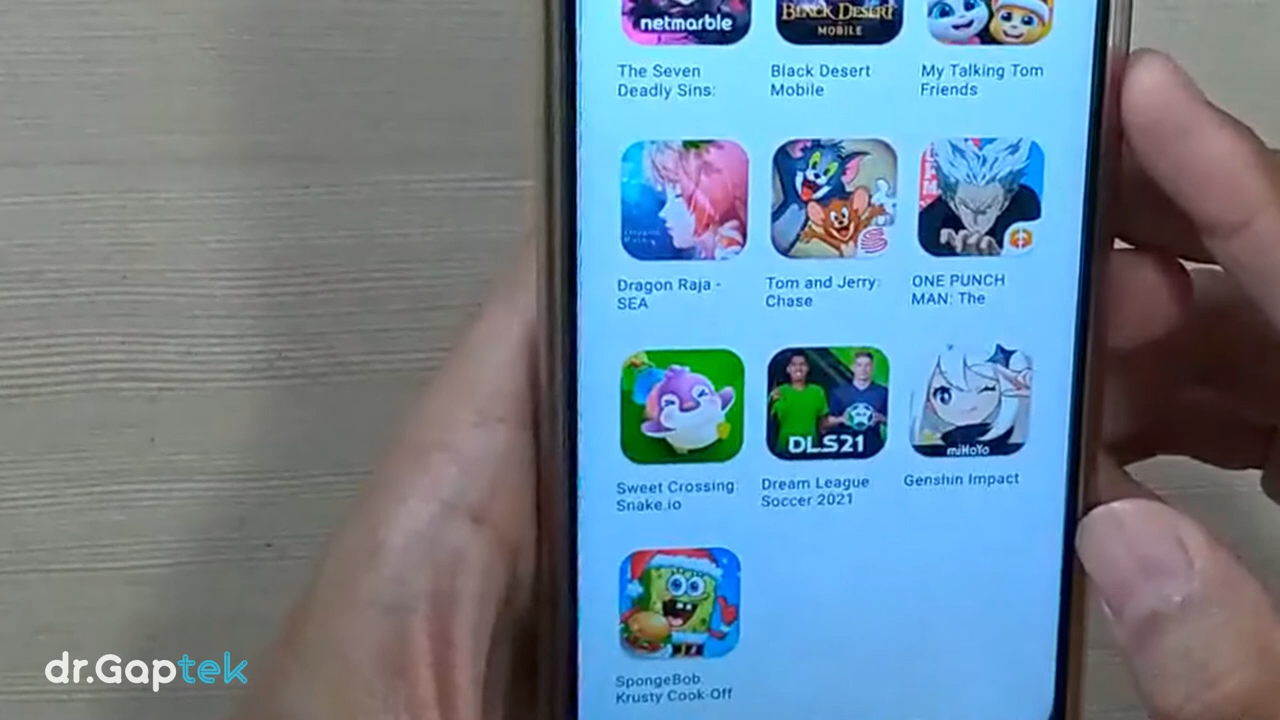 netmarble
BLACK DESERT
MOBILE
The Seven
Deadly Sins:
Black Desert
Mobile
My Talking Tom
Friends
Dragon Raja -
SEA
Tom and Jerry:
Chase
ONE PUNCH
MAN: The
DLS21
miHoYo
Sweet Crossing:
Snake.io
Dream League
Soccer 2021
Genshin Impact
SpongeBob
Krusty Cook-Off
dr.Gaptek